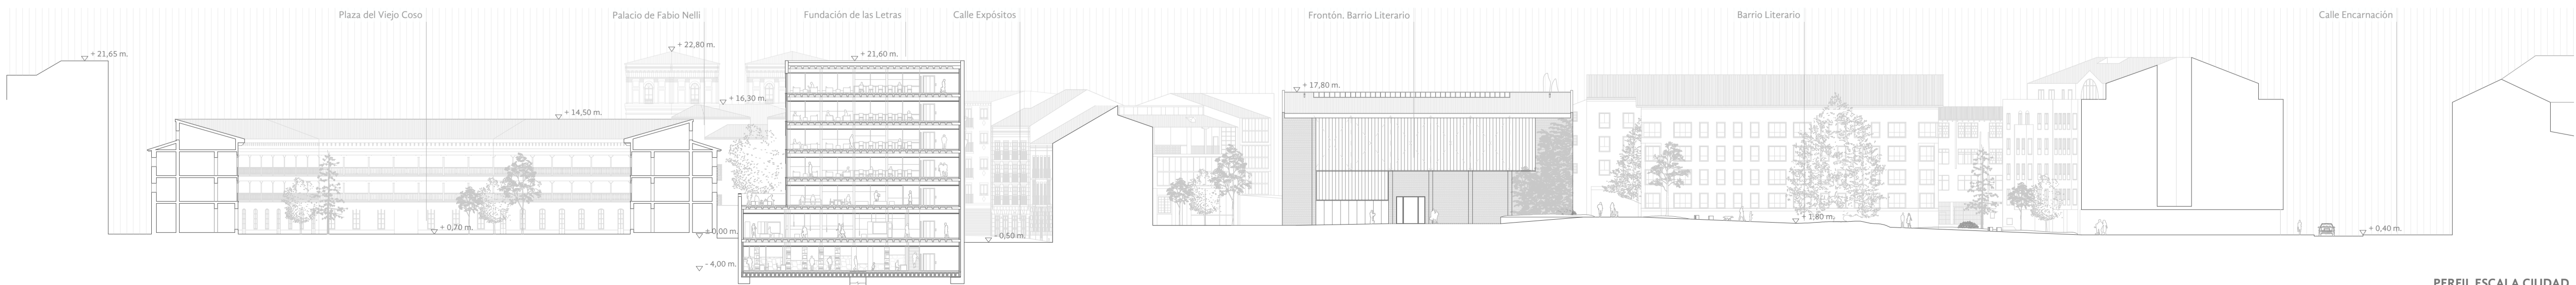 Plaza del Viejo Coso
Palacio de Fabio Nelli
Fundación de las Letras
Calle Expósitos
Frontón. Barrio Literario
Barrio Literario
Calle Encarnación
+ 21,65 m.
+ 22,80 m.
+ 21,60 m.
+ 17,80 m.
+ 16,30 m.
+ 14,50 m.
+ 1,80 m.
+ 0,70 m.
± 0,00 m.
- 0,50 m.
+ 0,40 m.
- 4,00 m.
PERFIL ESCALA CIUDAD